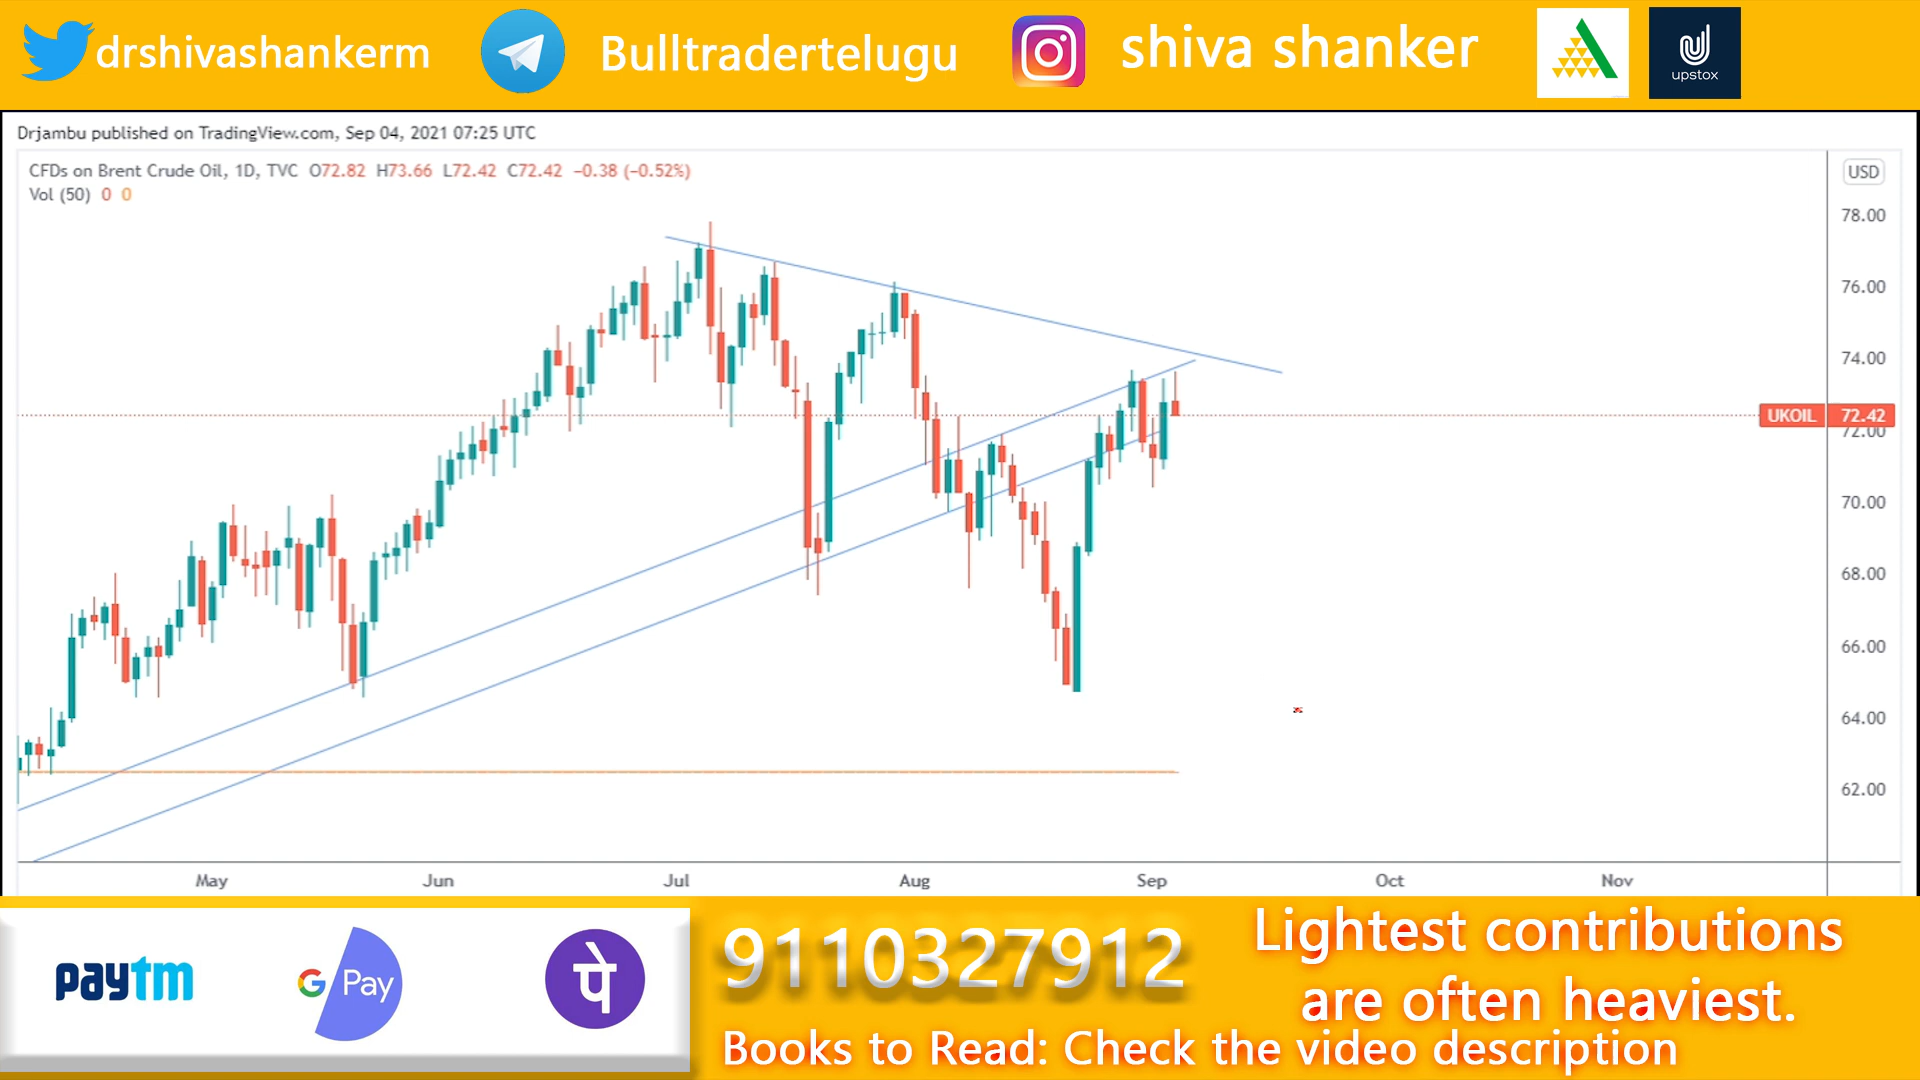 drshivashankerm
Bulltradertelugu
shiva shanker
upstox
Drjambu published on TradingView.com, Sep 04, 2021 07:25 UTC
CFDs on Brent Crude Oil, 1D, TVC O72.82 H73.66 L72.42 C72.42 −0.38 (−0.52%)
Vol (50) 0 0
USD
78.00
76.00
74.00
UKOIL 72.42
72.00
70.00
68.00
66.00
64.00
62.00
May Jun Jul Aug Sep Oct Nov
paytm
G Pay
पे
9110327912
Lightest contributions
are often heaviest.
Books to Read: Check the video description